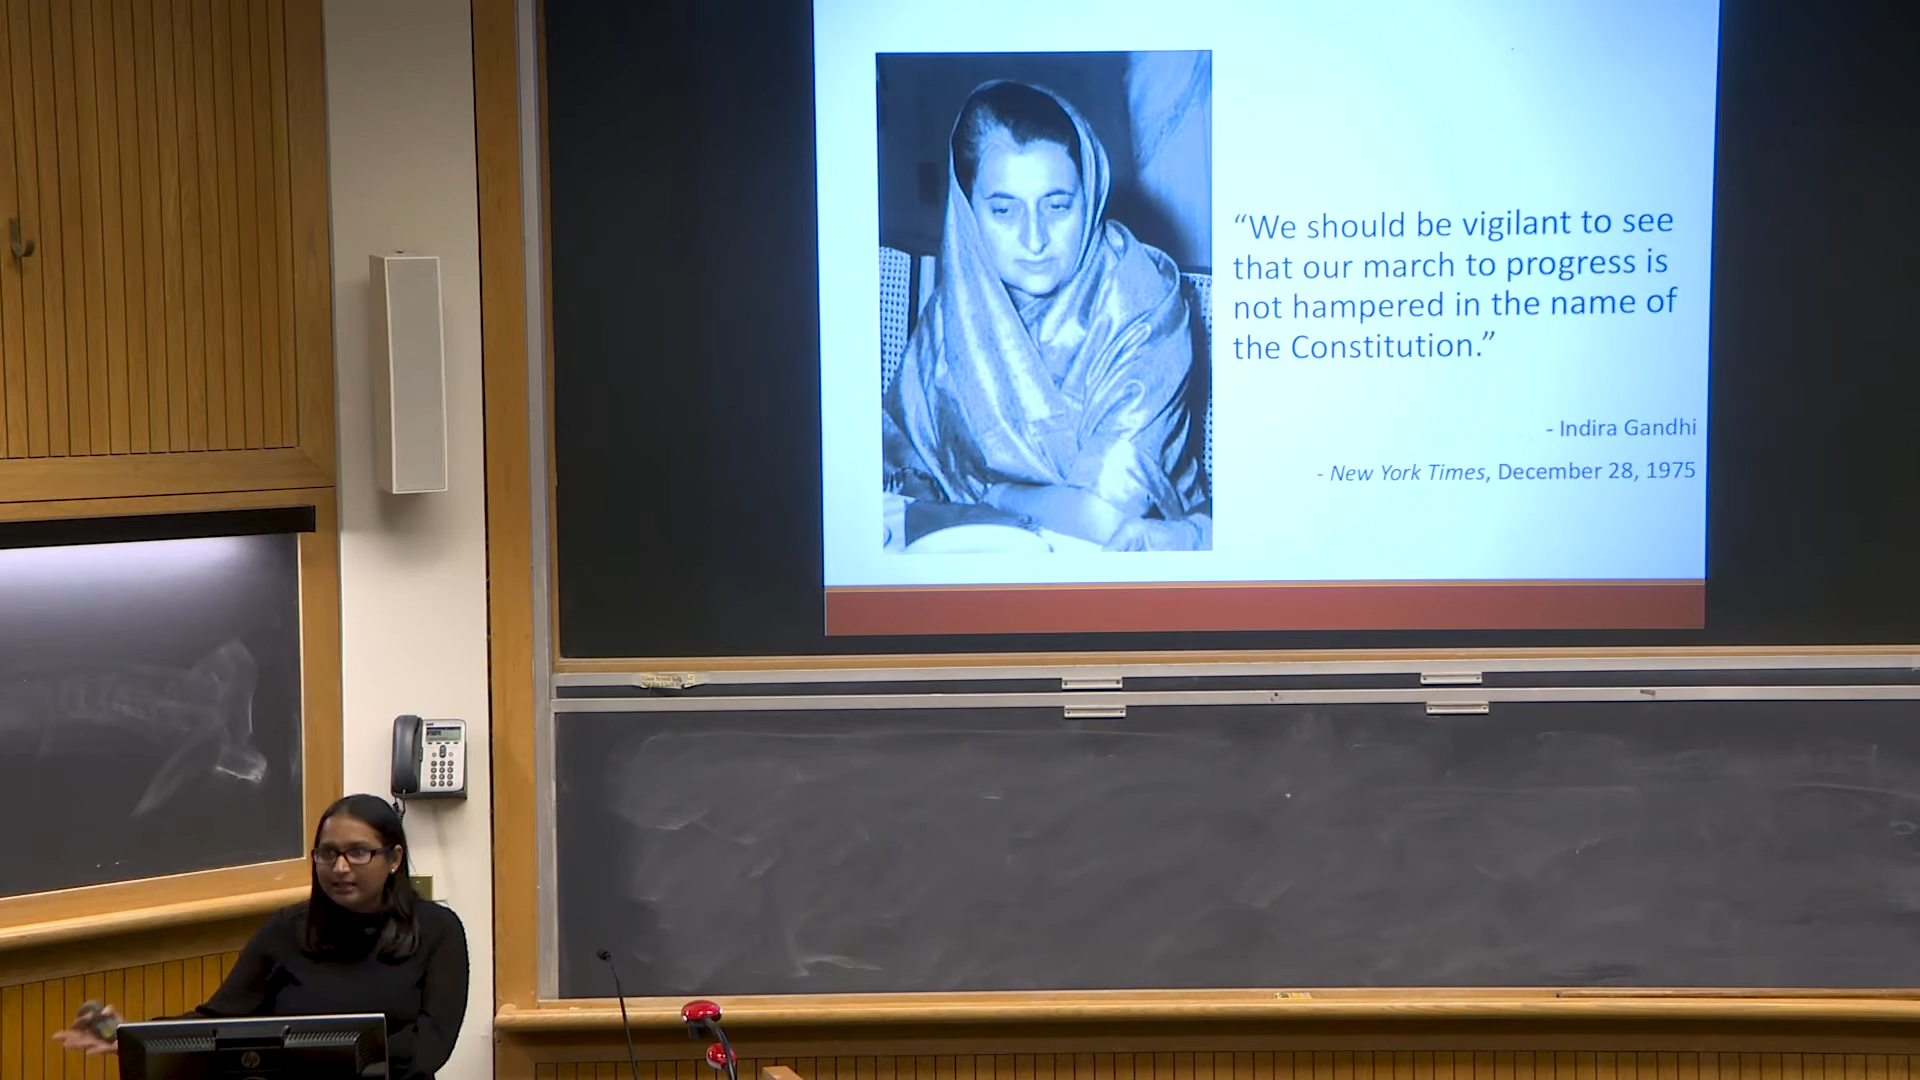 “We should be vigilant to see
that our march to progress is
not hampered in the name of
the Constitution.”
- Indira Gandhi
- New York Times, December 28, 1975
hp